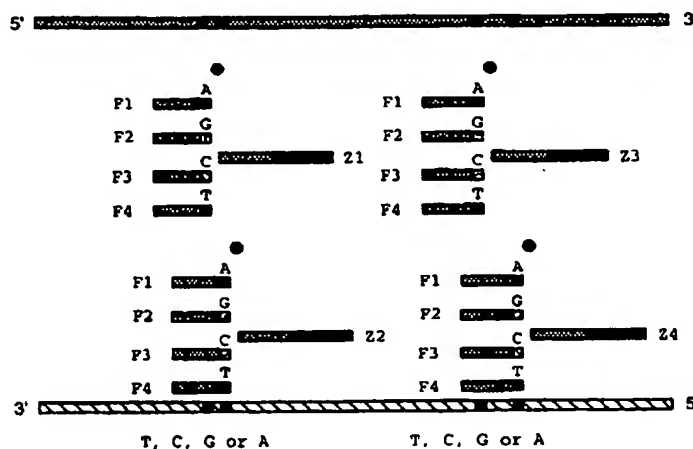 5' 3'
A A
F1 F1
G G
F2 F2
C Z1 C Z3
F3 F3
T T
F4 F4
A A
F1 F1
G G
F2 F2
C Z2 C Z4
F3 F3
T T
F4 F4
3' 5'
T, C, G or A T, C, G or A